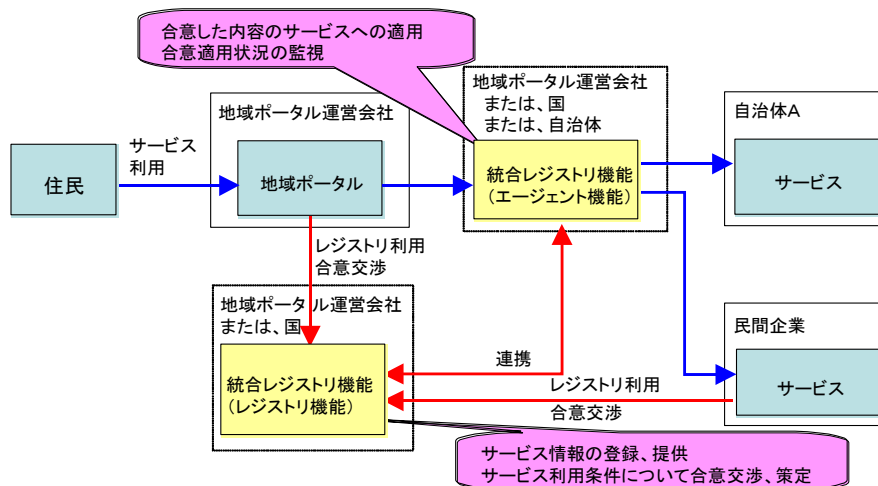 合意した内容のサービスへの適用
合意適用状況の監視
地域ポータル運営会社
または、国
または、自治体
地域ポータル運営会社
自治体A
サービス
利用
住民
地域ポータル
統合レジストリ機能
(エージェント機能)
サービス
レジストリ利用
合意交渉
地域ポータル運営会社
または、国
民間企業
連携
統合レジストリ機能
(レジストリ機能)
レジストリ利用
サービス
合意交渉
サービス情報の登録、提供
サービス利用条件について合意交渉、策定